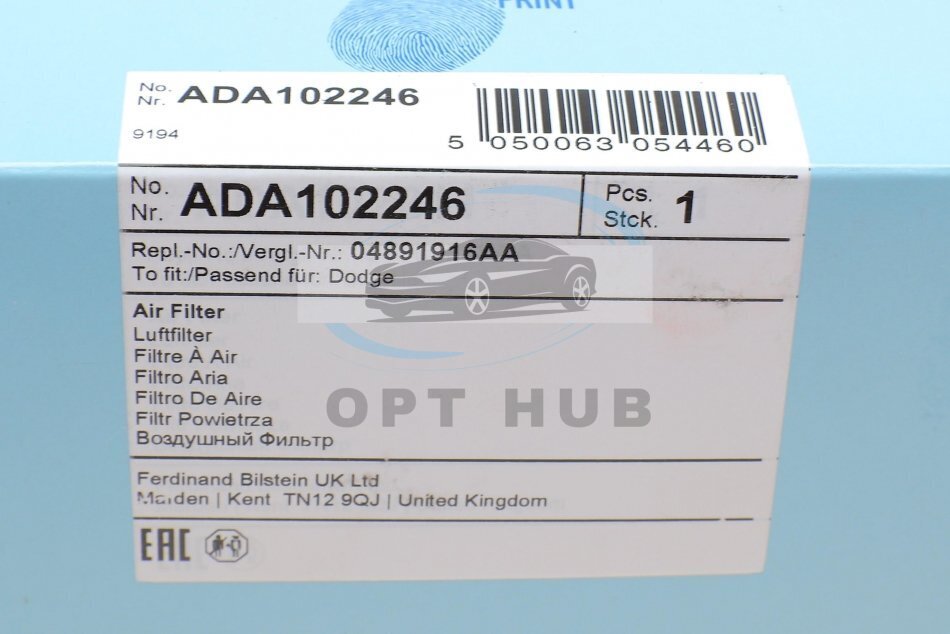 PRINT
No.
Nr. ADA102246
9194
5 050063 054460
No.
Nr. ADA102246
Pcs.
Stck. 1
Repl.-No.:/Vergl.-Nr.: 04891916AA
To fit:/Passend für: Dodge
Air Filter
Luftfilter
Filtre À Air
Filtro Aria
Filtro De Aire
Filtr Powietrza
Воздушный Фильтр
OPT HUB
Ferdinand Bilstein UK Ltd
Marden | Kent TN12 9QJ | United Kingdom
EAC